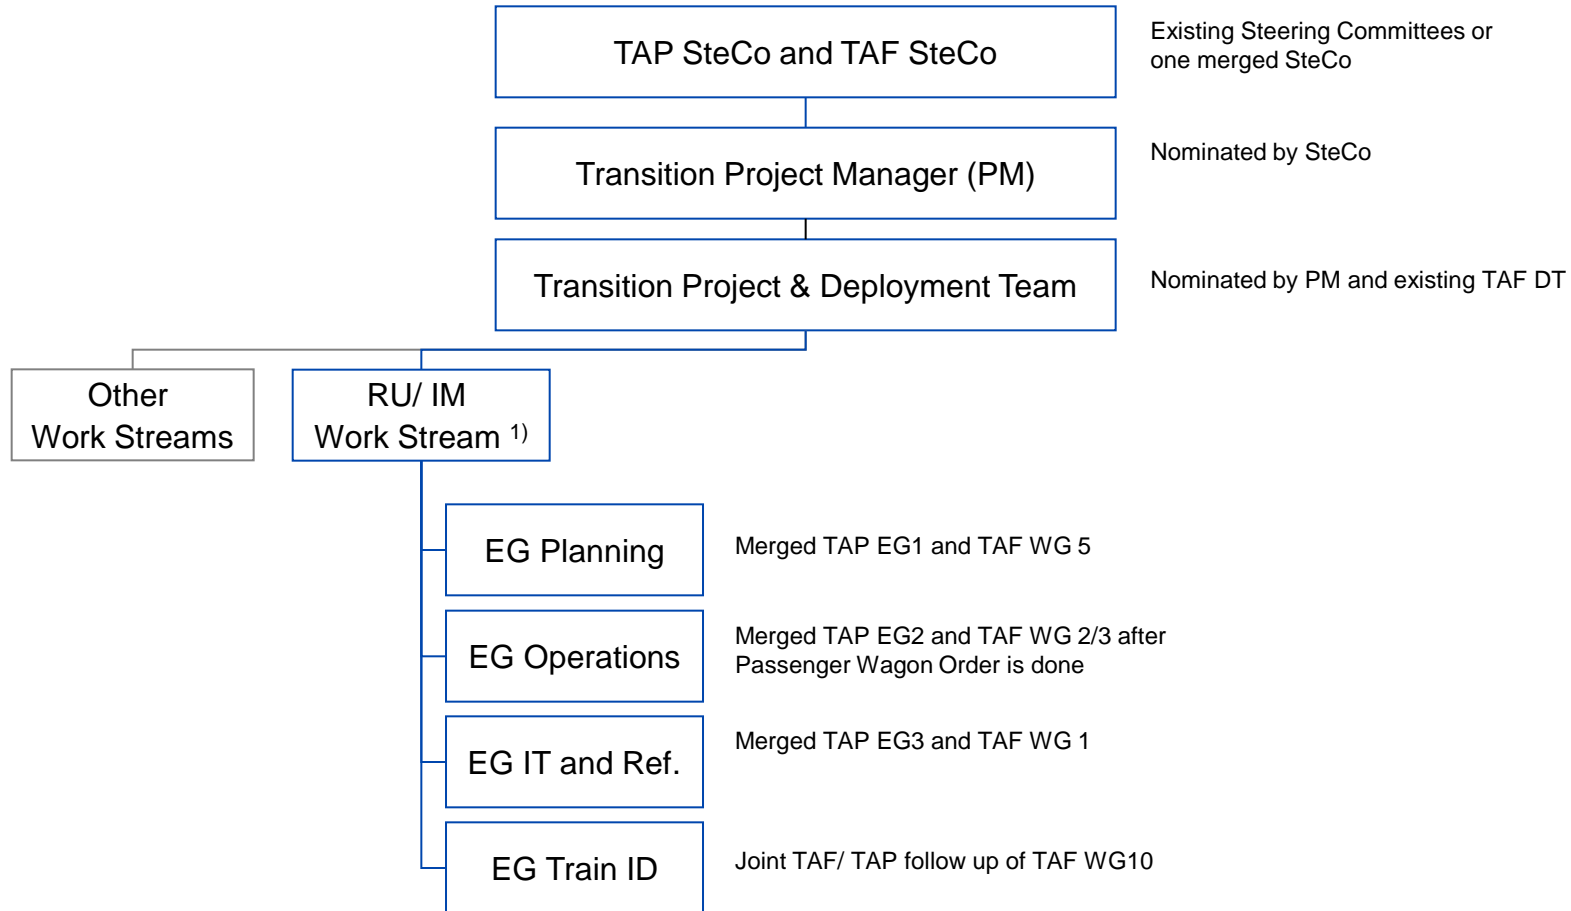 TAP SteCo and TAF SteCo
Existing Steering Committees or
one merged SteCo
Transition Project Manager (PM)
Nominated by SteCo
Transition Project & Deployment Team
Nominated by PM and existing TAF DT
Other
Work Streams
RU/ IM
Work Stream 1)
EG Planning
Merged TAP EG1 and TAF WG 5
EG Operations
Merged TAP EG2 and TAF WG 2/3 after
Passenger Wagon Order is done
EG IT and Ref.
Merged TAP EG3 and TAF WG 1
EG Train ID
Joint TAF/ TAP follow up of TAF WG10